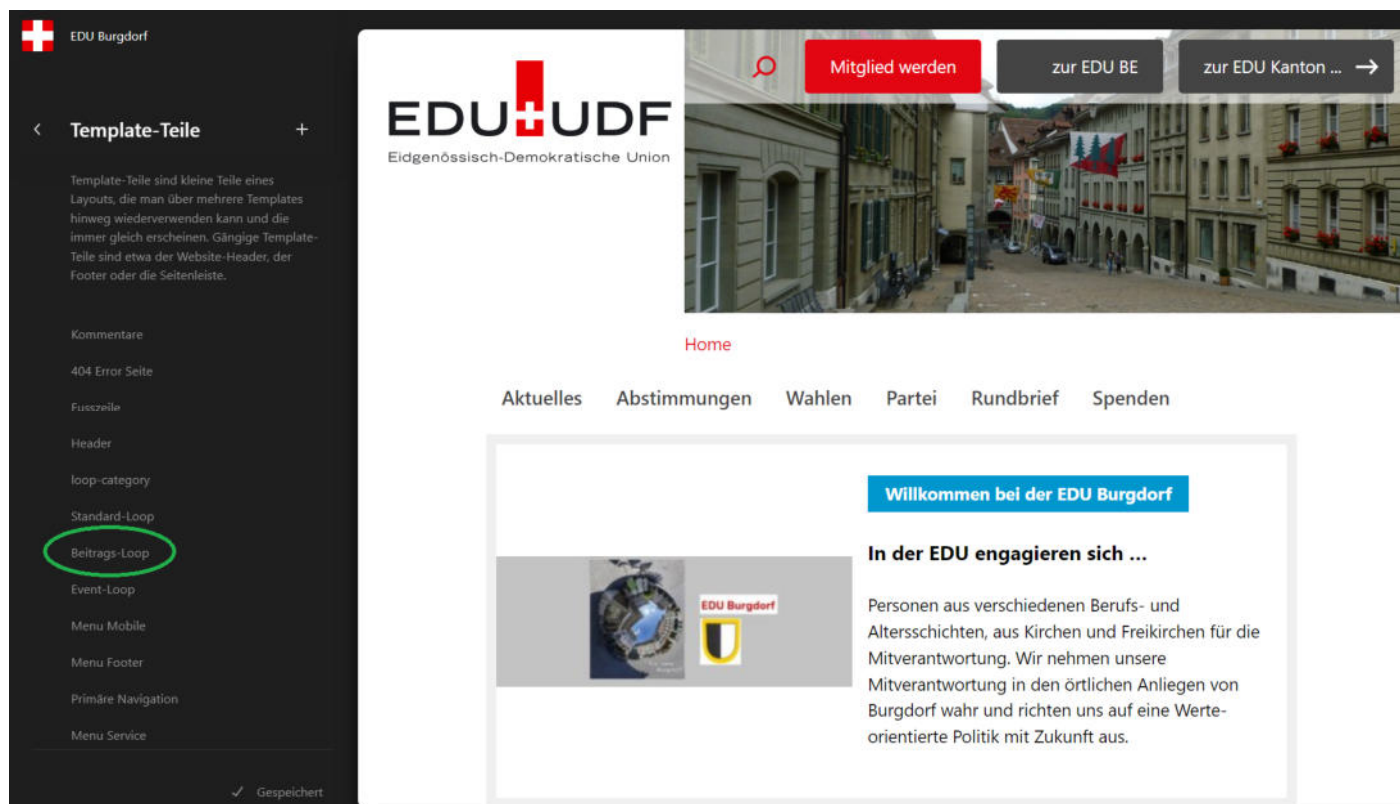 EDU Burgdorf
Template-Teile
Template-Teile sind kleine Teile eines
Layouts, die man über mehrere Templates
hinweg wiederverwenden kann und die
immer gleich erscheinen. Gängige Template-
Teile sind etwa der Website-Header, der
Footer oder die Seitenleiste.
Kommentare
404 Error Seite
Fusszeile
Header
loop-category
Standard-Loop
Beitrags-Loop
Event-Loop
Menu Mobile
Menu Footer
Primäre Navigation
Menu Service
Gespeichert
EDU UDF
Eidgenössisch-Demokratische Union
Mitglied werden
zur EDU BE
zur EDU Kanton ...
Home
Aktuelles Abstimmungen Wahlen Partei Rundbrief Spenden
EDU Burgdorf
Willkommen bei der EDU Burgdorf
In der EDU engagieren sich ...
Personen aus verschiedenen Berufs- und
Altersschichten, aus Kirchen und Freikirchen für die
Mitverantwortung. Wir nehmen unsere
Mitverantwortung in den örtlichen Anliegen von
Burgdorf wahr und richten uns auf eine Werte-
orientierte Politik mit Zukunft aus.